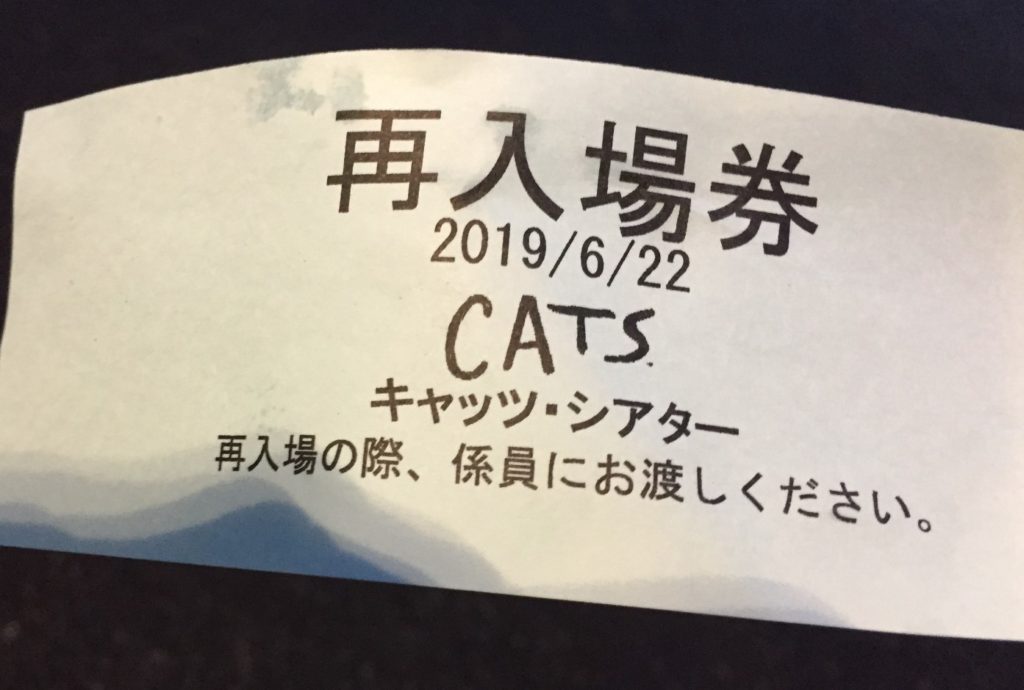 再入場券
2019/6/22
CATS.
キャッツ・シアター
再入場の際、係員にお渡しください。